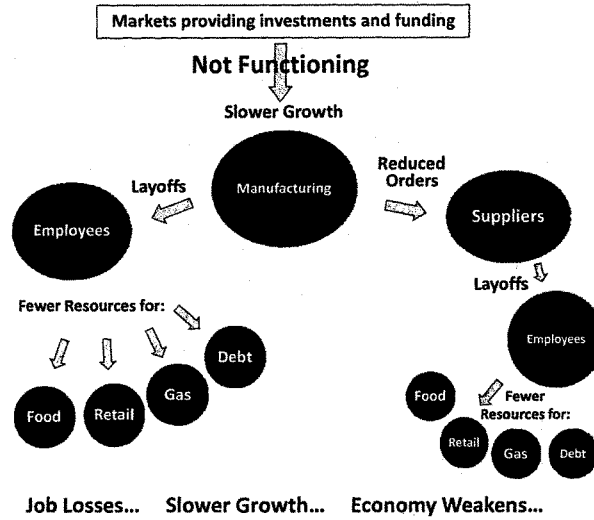 Markets providing investments and funding
Not Functioning
Slower Growth
Manufacturing
Layoffs
Reduced
Orders
Employees
Suppliers
Layoffs
Fewer Resources for:
Employees
Debt
Gas
Retail
Food
Food
Fewer
Resources for:
Retail
Gas
Debt
Job Losses... Slower Growth... Economy Weakens...